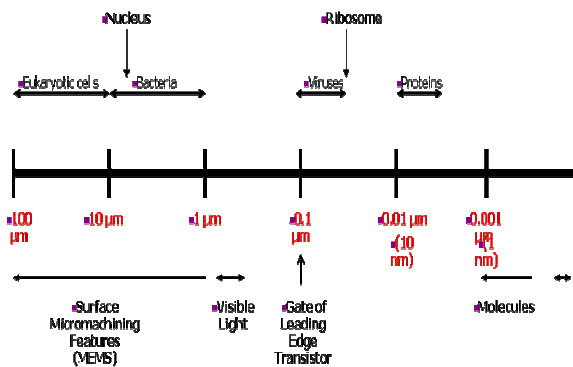 Nucleus
Ribosome
Eukaryotic cells
Bacteria
Viruses
Proteins
100
µm
10 µm
1 µm
0.1
µm
0.01 µm
(10
nm)
0.001
µm
(1
nm)
Surface
Micromachining
Features
(MEMS)
Visible
Light
Gate of
Leading
Edge
Transistor
Molecules